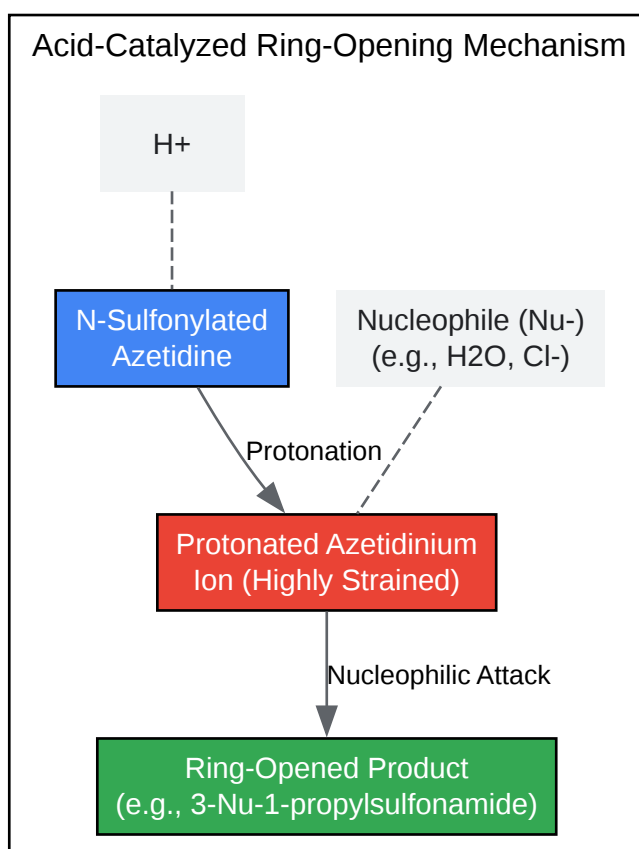 Acid-Catalyzed Ring-Opening Mechanism
H+
N-Sulfonylated
Azetidine
Nucleophile (Nu-)
(e.g., H2O, Cl-)
Protonation
Protonated Azetidinium
Ion (Highly Strained)
Nucleophilic Attack
Ring-Opened Product
(e.g., 3-Nu-1-propylsulfonamide)